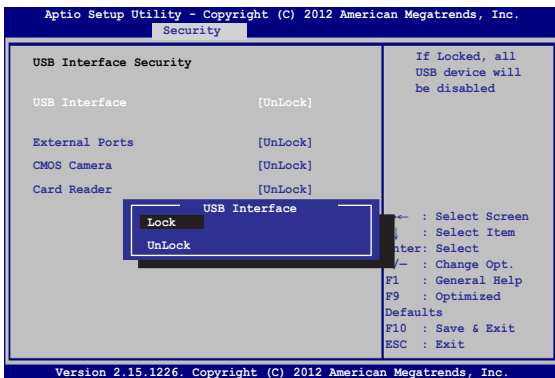 Aptio Setup Utility - Copyright (C) 2012 American Megatrends, Inc.
Security
USB Interface Security
USB Interface [UnLock]
External Ports [UnLock]
CMOS Camera [UnLock]
Card Reader [UnLock]
USB Interface
Lock
UnLock
If Locked, all
USB device will
be disabled
← : Select Screen
: Select Item
nter: Select
/— : Change Opt.
F1 : General Help
F9 : Optimized
Defaults
F10 : Save & Exit
ESC : Exit
Version 2.15.1226. Copyright (C) 2012 American Megatrends, Inc.